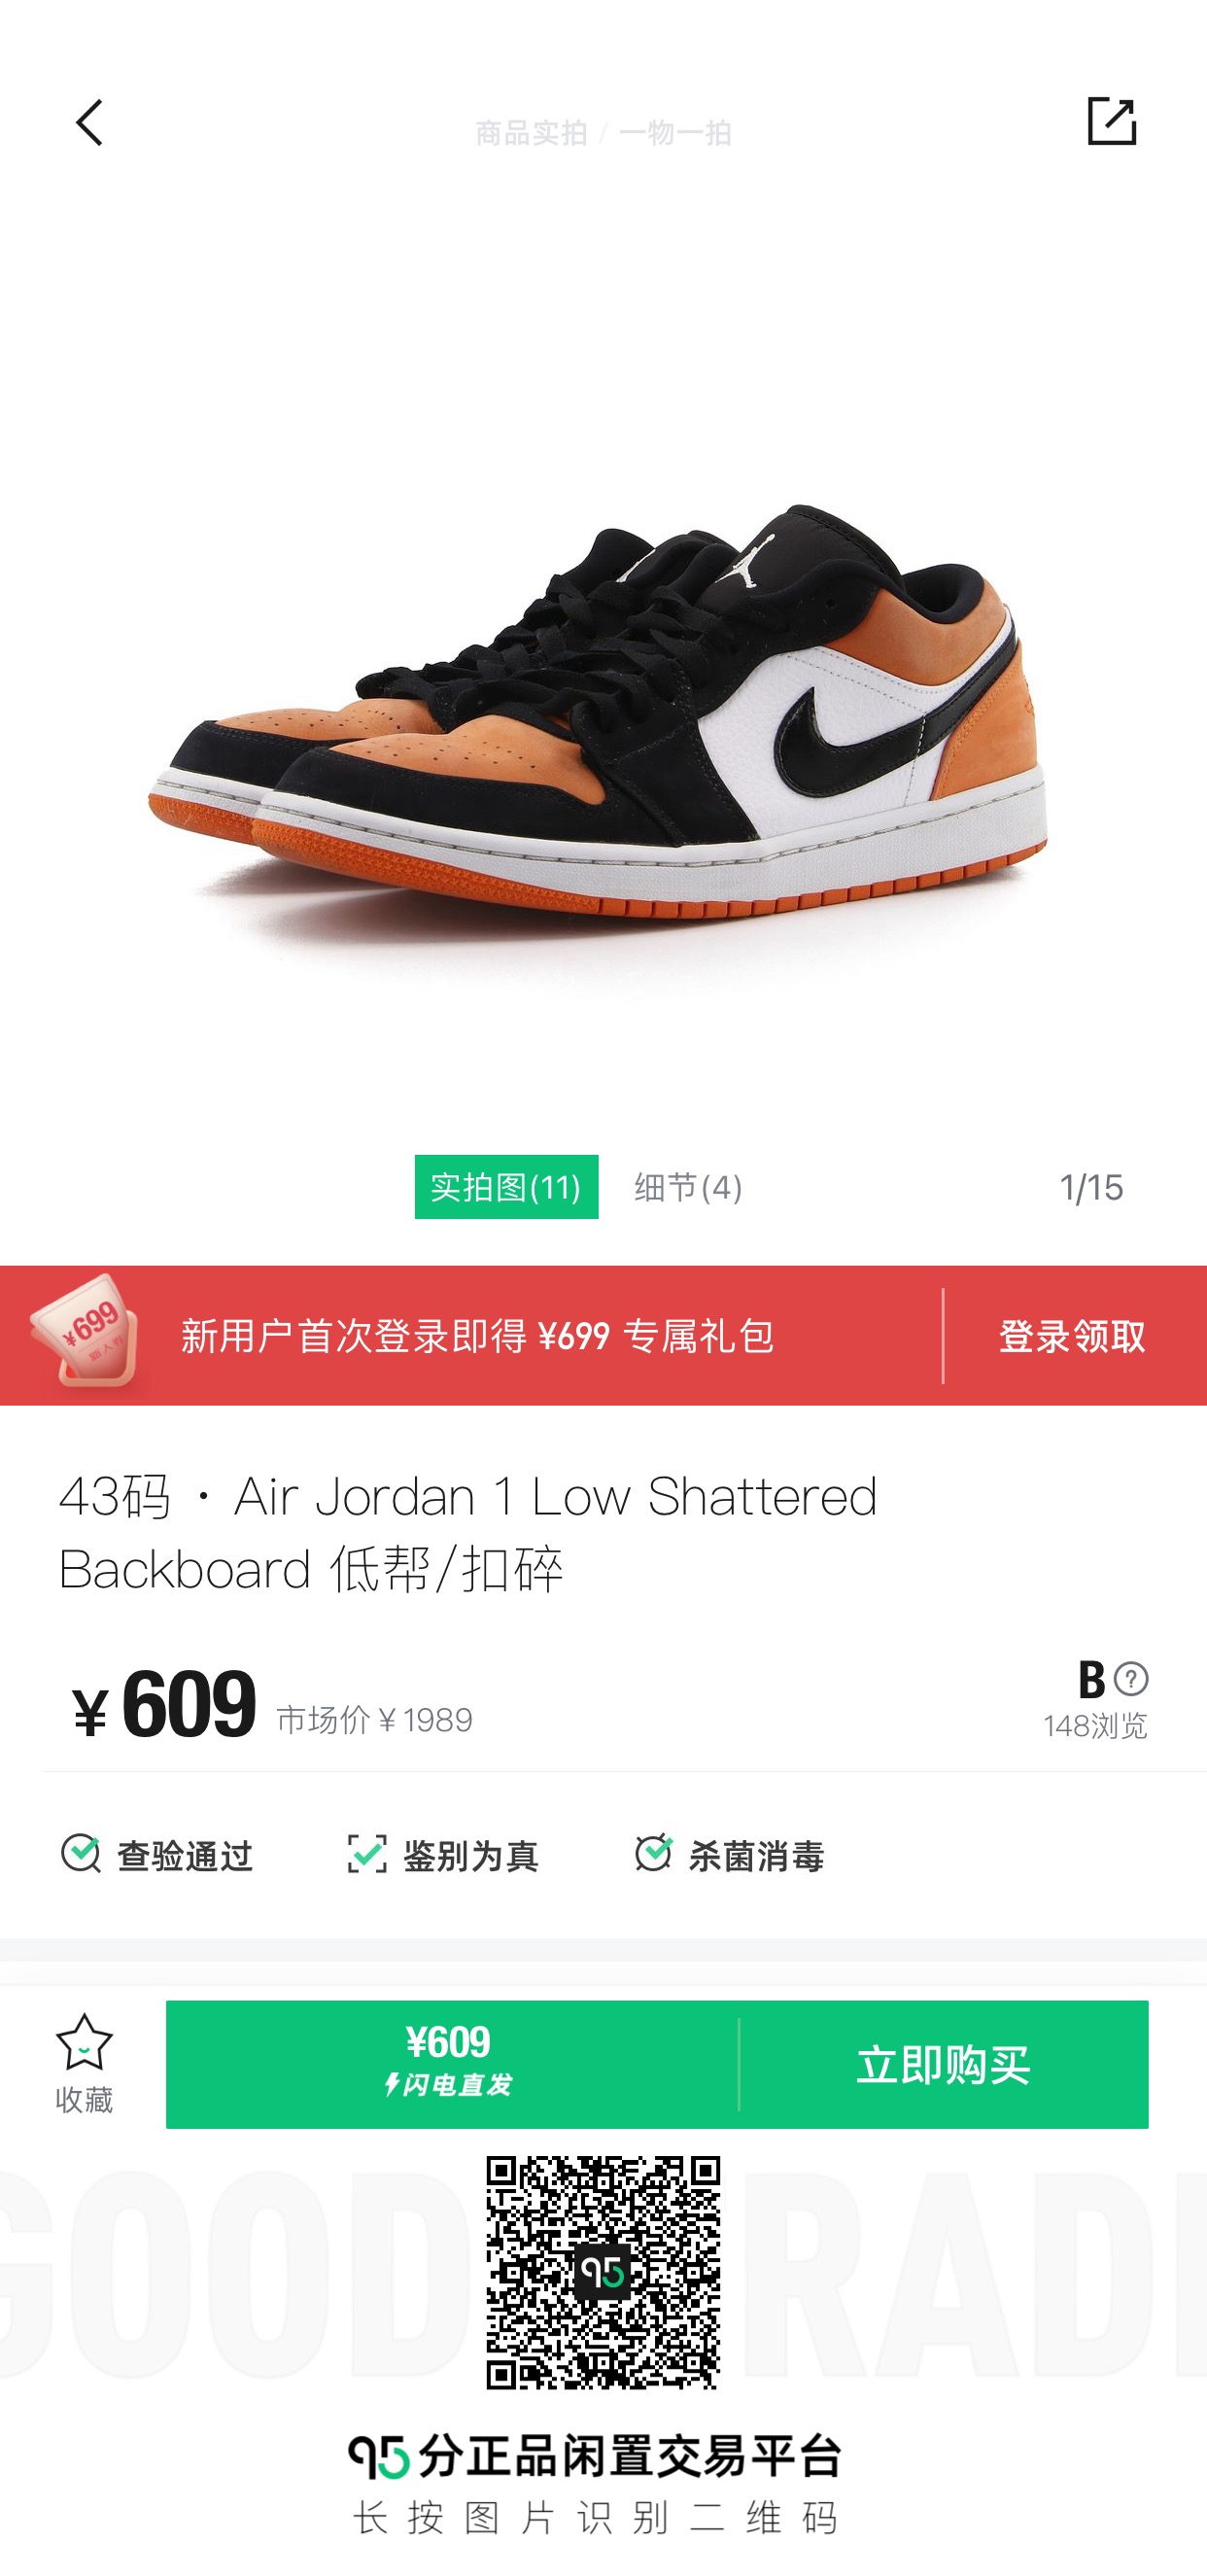 商品实拍 / 一物一拍
实拍图(11)
细节(4)
1/15
¥699
新用户首次登录即得 ¥699 专属礼包
登录领取
43码 · Air Jordan 1 Low Shattered
Backboard 低帮/扣碎
¥ 609 市场价 ¥ 1989
B ?
148浏览
查验通过
鉴别为真
杀菌消毒
收藏
¥609
闪电直发
立即购买
GOOD
RAD
95
95分正品闲置交易平台
长按图片识别二维码